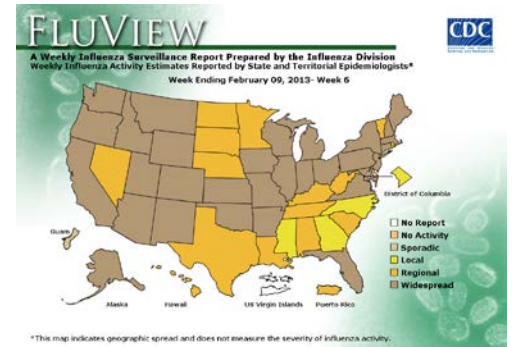 FLUVIEW
CDC
A Weekly Influenza Surveillance Report Prepared by the Influenza Division
Weekly Influenza Activity Estimates Reported by State and Territorial Epidemiologists*
Week Ending February 09, 2013- Week 6
District of Columbia
No Report
No Activity
Sporadic
Local
Regional
Widespread
Guam
Alaska
Hawaii
US Virgin Islands
Puerto Rico
*This map indicates geographic spread and does not measure the severity of influenza activity.